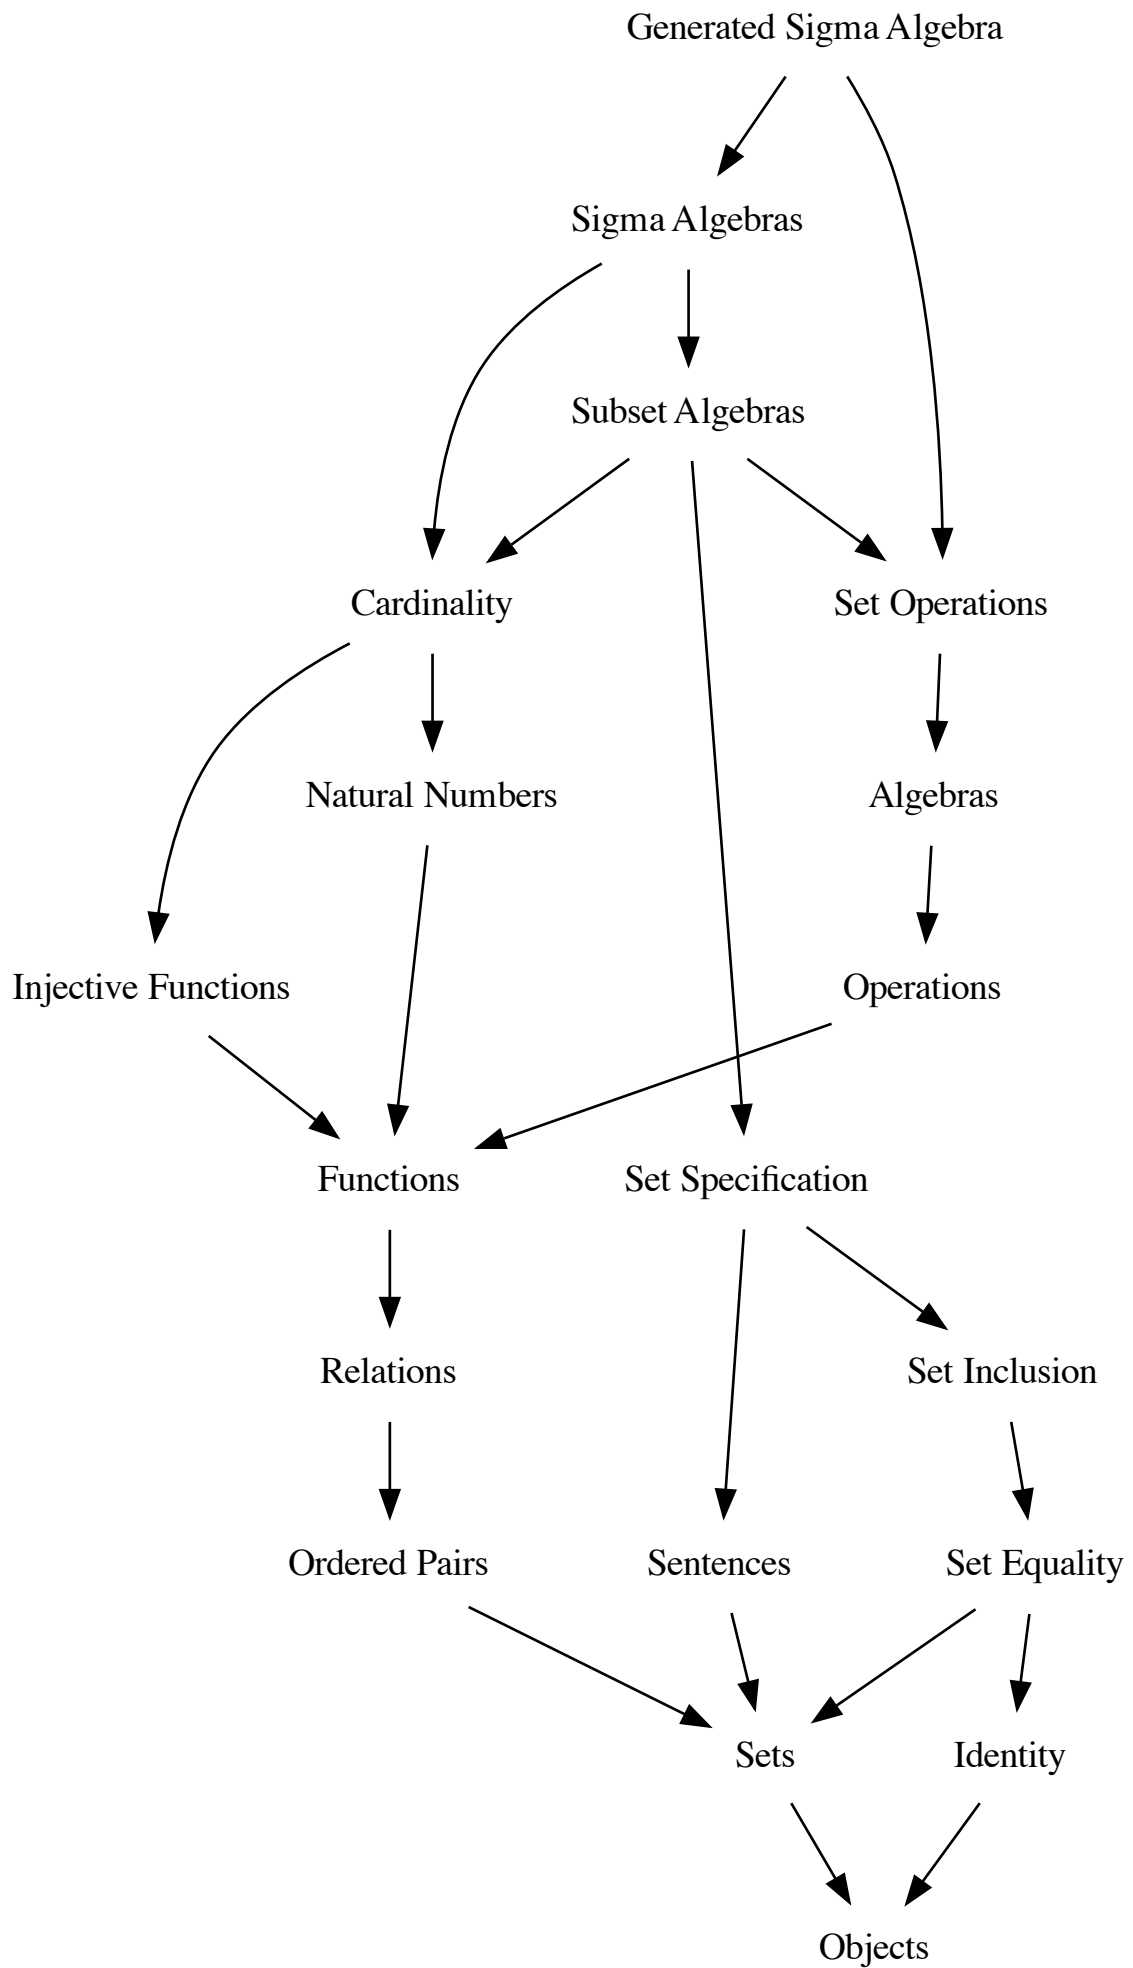 Generated Sigma Algebra
Sigma Algebras
Subset Algebras
Cardinality
Set Operations
Natural Numbers
Algebras
Injective Functions
Operations
Functions
Set Specification
Relations
Set Inclusion
Ordered Pairs
Sentences
Set Equality
Sets
Identity
Objects